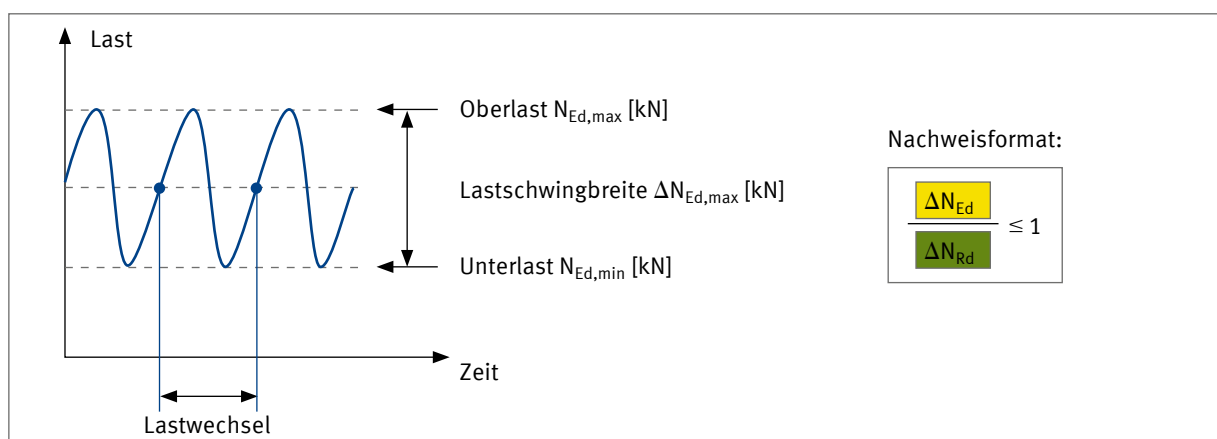 Last
Oberlast N_Ed,max [kN]
Lastschwingbreite ΔN_Ed,max [kN]
Unterlast N_Ed,min [kN]
Zeit
Lastwechsel
Nachweisformat:
ΔN_Ed
ΔN_Rd
≤ 1